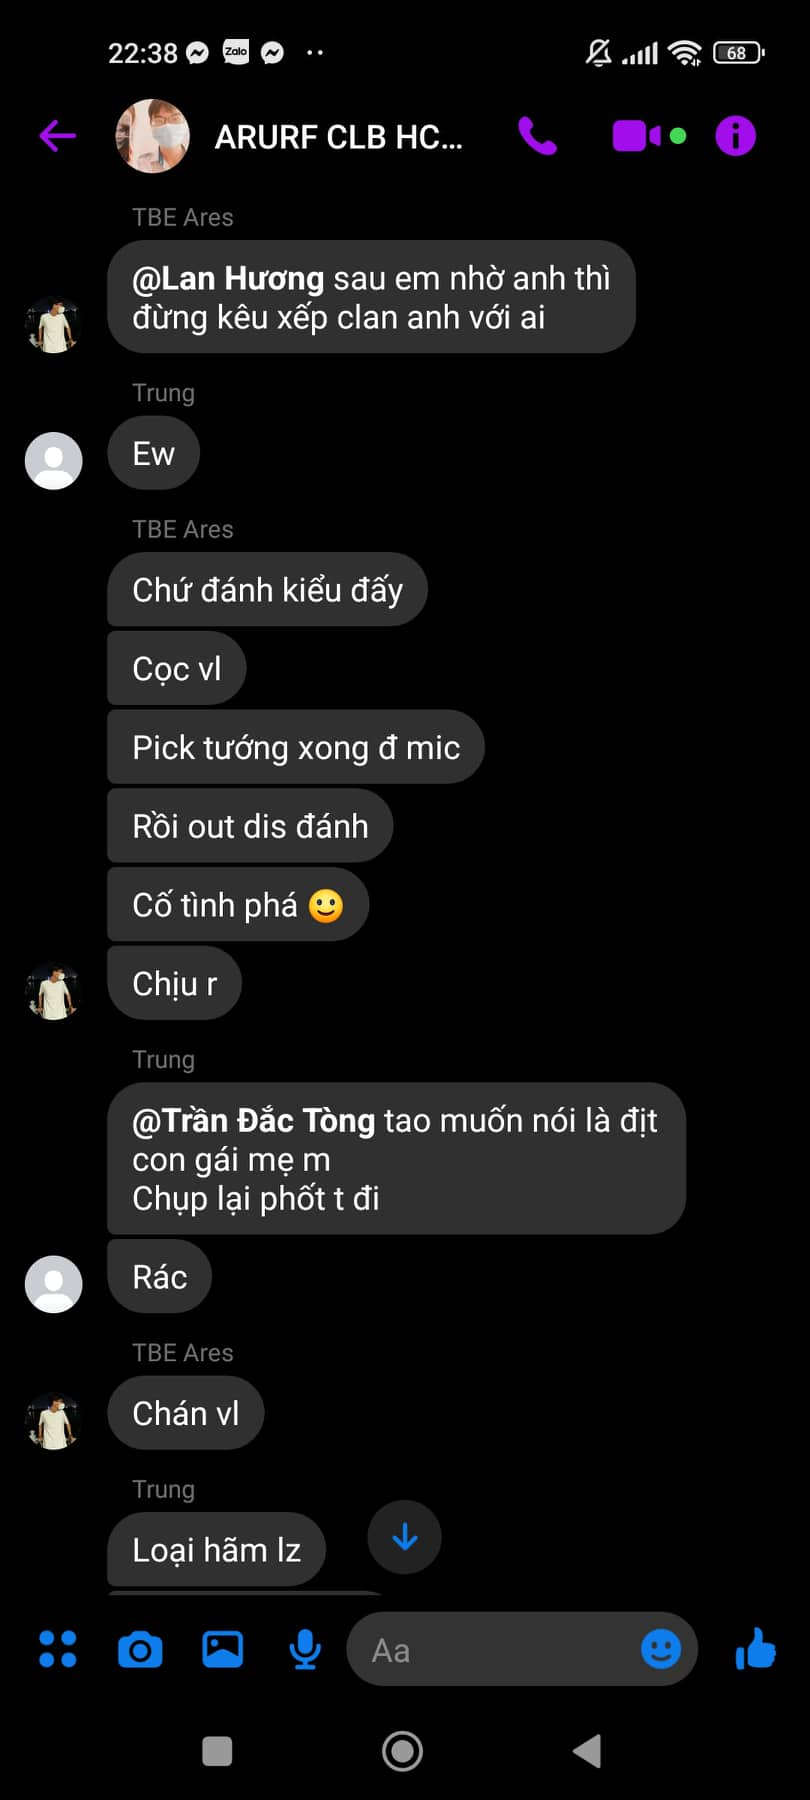 22:38
Zalo
68
ARURF CLB HC...
TBE Ares
@Lan Hương sau em nhờ anh thì
đừng kêu xếp clan anh với ai
Trung
Ew
TBE Ares
Chứ đánh kiểu đấy
Cọc vl
Pick tướng xong đ mic
Rồi out dis đánh
Cố tình phá 🙂
Chịu r
Trung
@Trần Đắc Tòng tao muốn nói là địt
con gái mẹ m
Chụp lại phốt t đi
Rác
TBE Ares
Chán vl
Trung
Loại hãm lz
Aa